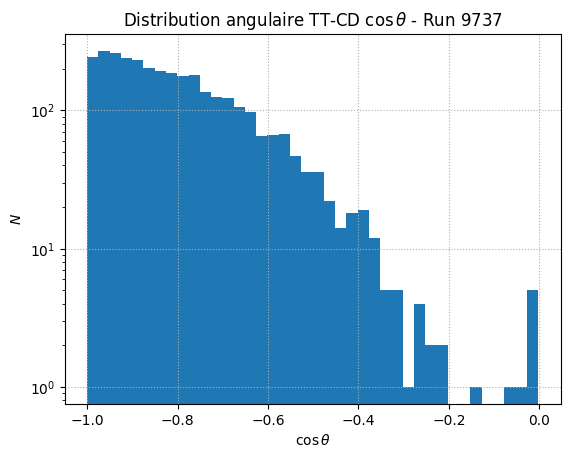 Distribution angulaire TT-CD cos θ - Run 9737
N
10²
10¹
10⁰
−1.0 −0.8 −0.6 −0.4 −0.2 0.0
cos θ